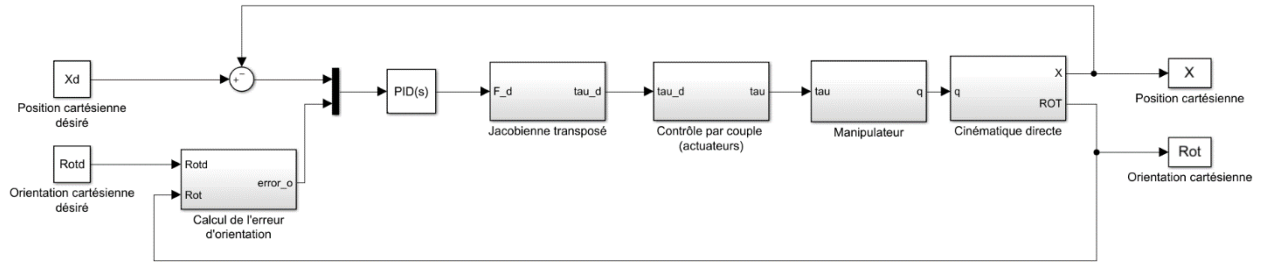 Xd
Position cartésienne
désiré
+
−
Rotd
Orientation cartésienne
désiré
Rotd
Rot
error_o
Calcul de l'erreur
d'orientation
PID(s)
F_d
tau_d
Jacobienne transposé
tau_d
tau
Contrôle par couple
(actuateurs)
tau
q
Manipulateur
q
X
ROT
Cinématique directe
X
Position cartésienne
Rot
Orientation cartésienne